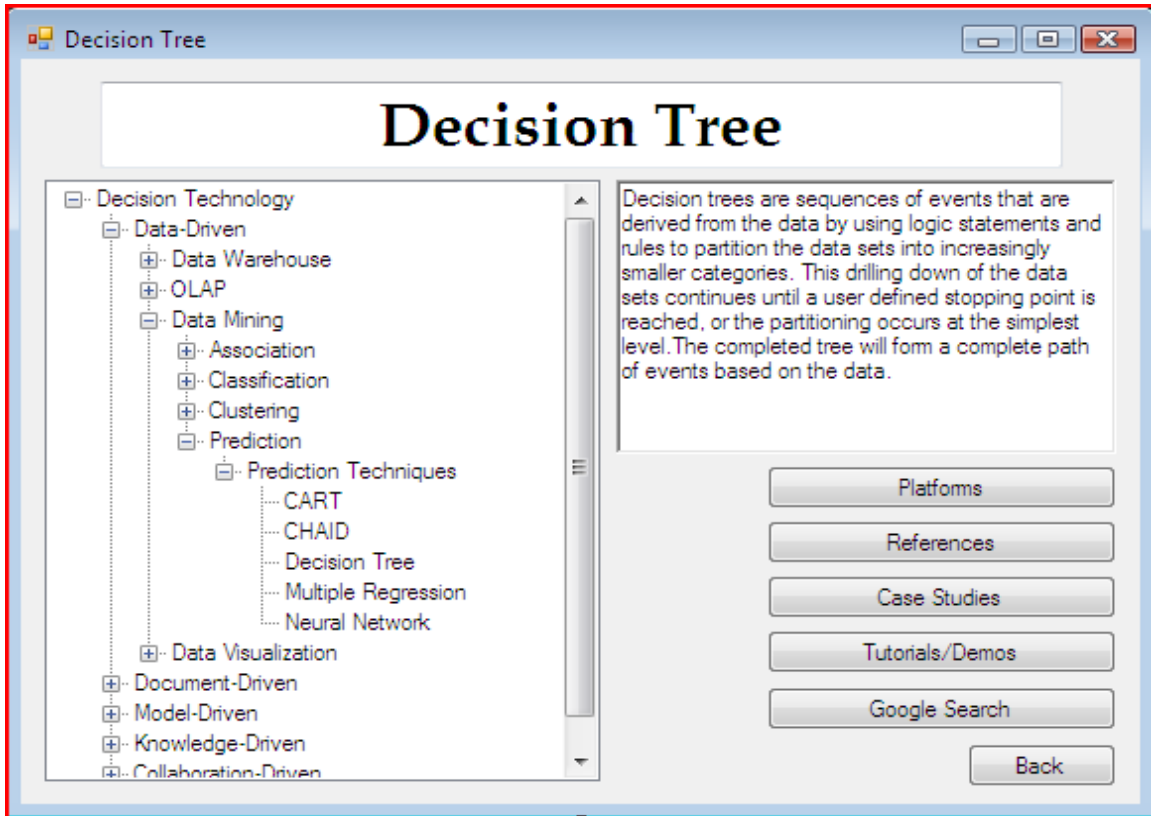 Decision Tree
Decision Tree
Decision Technology
Data-Driven
Data Warehouse
OLAP
Data Mining
Association
Classification
Clustering
Prediction
Prediction Techniques
CART
CHAID
Decision Tree
Multiple Regression
Neural Network
Data Visualization
Document-Driven
Model-Driven
Knowledge-Driven
Collaboration-Driven
Decision trees are sequences of events that are
derived from the data by using logic statements and
rules to partition the data sets into increasingly
smaller categories. This drilling down of the data
sets continues until a user defined stopping point is
reached, or the partitioning occurs at the simplest
level.The completed tree will form a complete path
of events based on the data.
Platforms
References
Case Studies
Tutorials/Demos
Google Search
Back